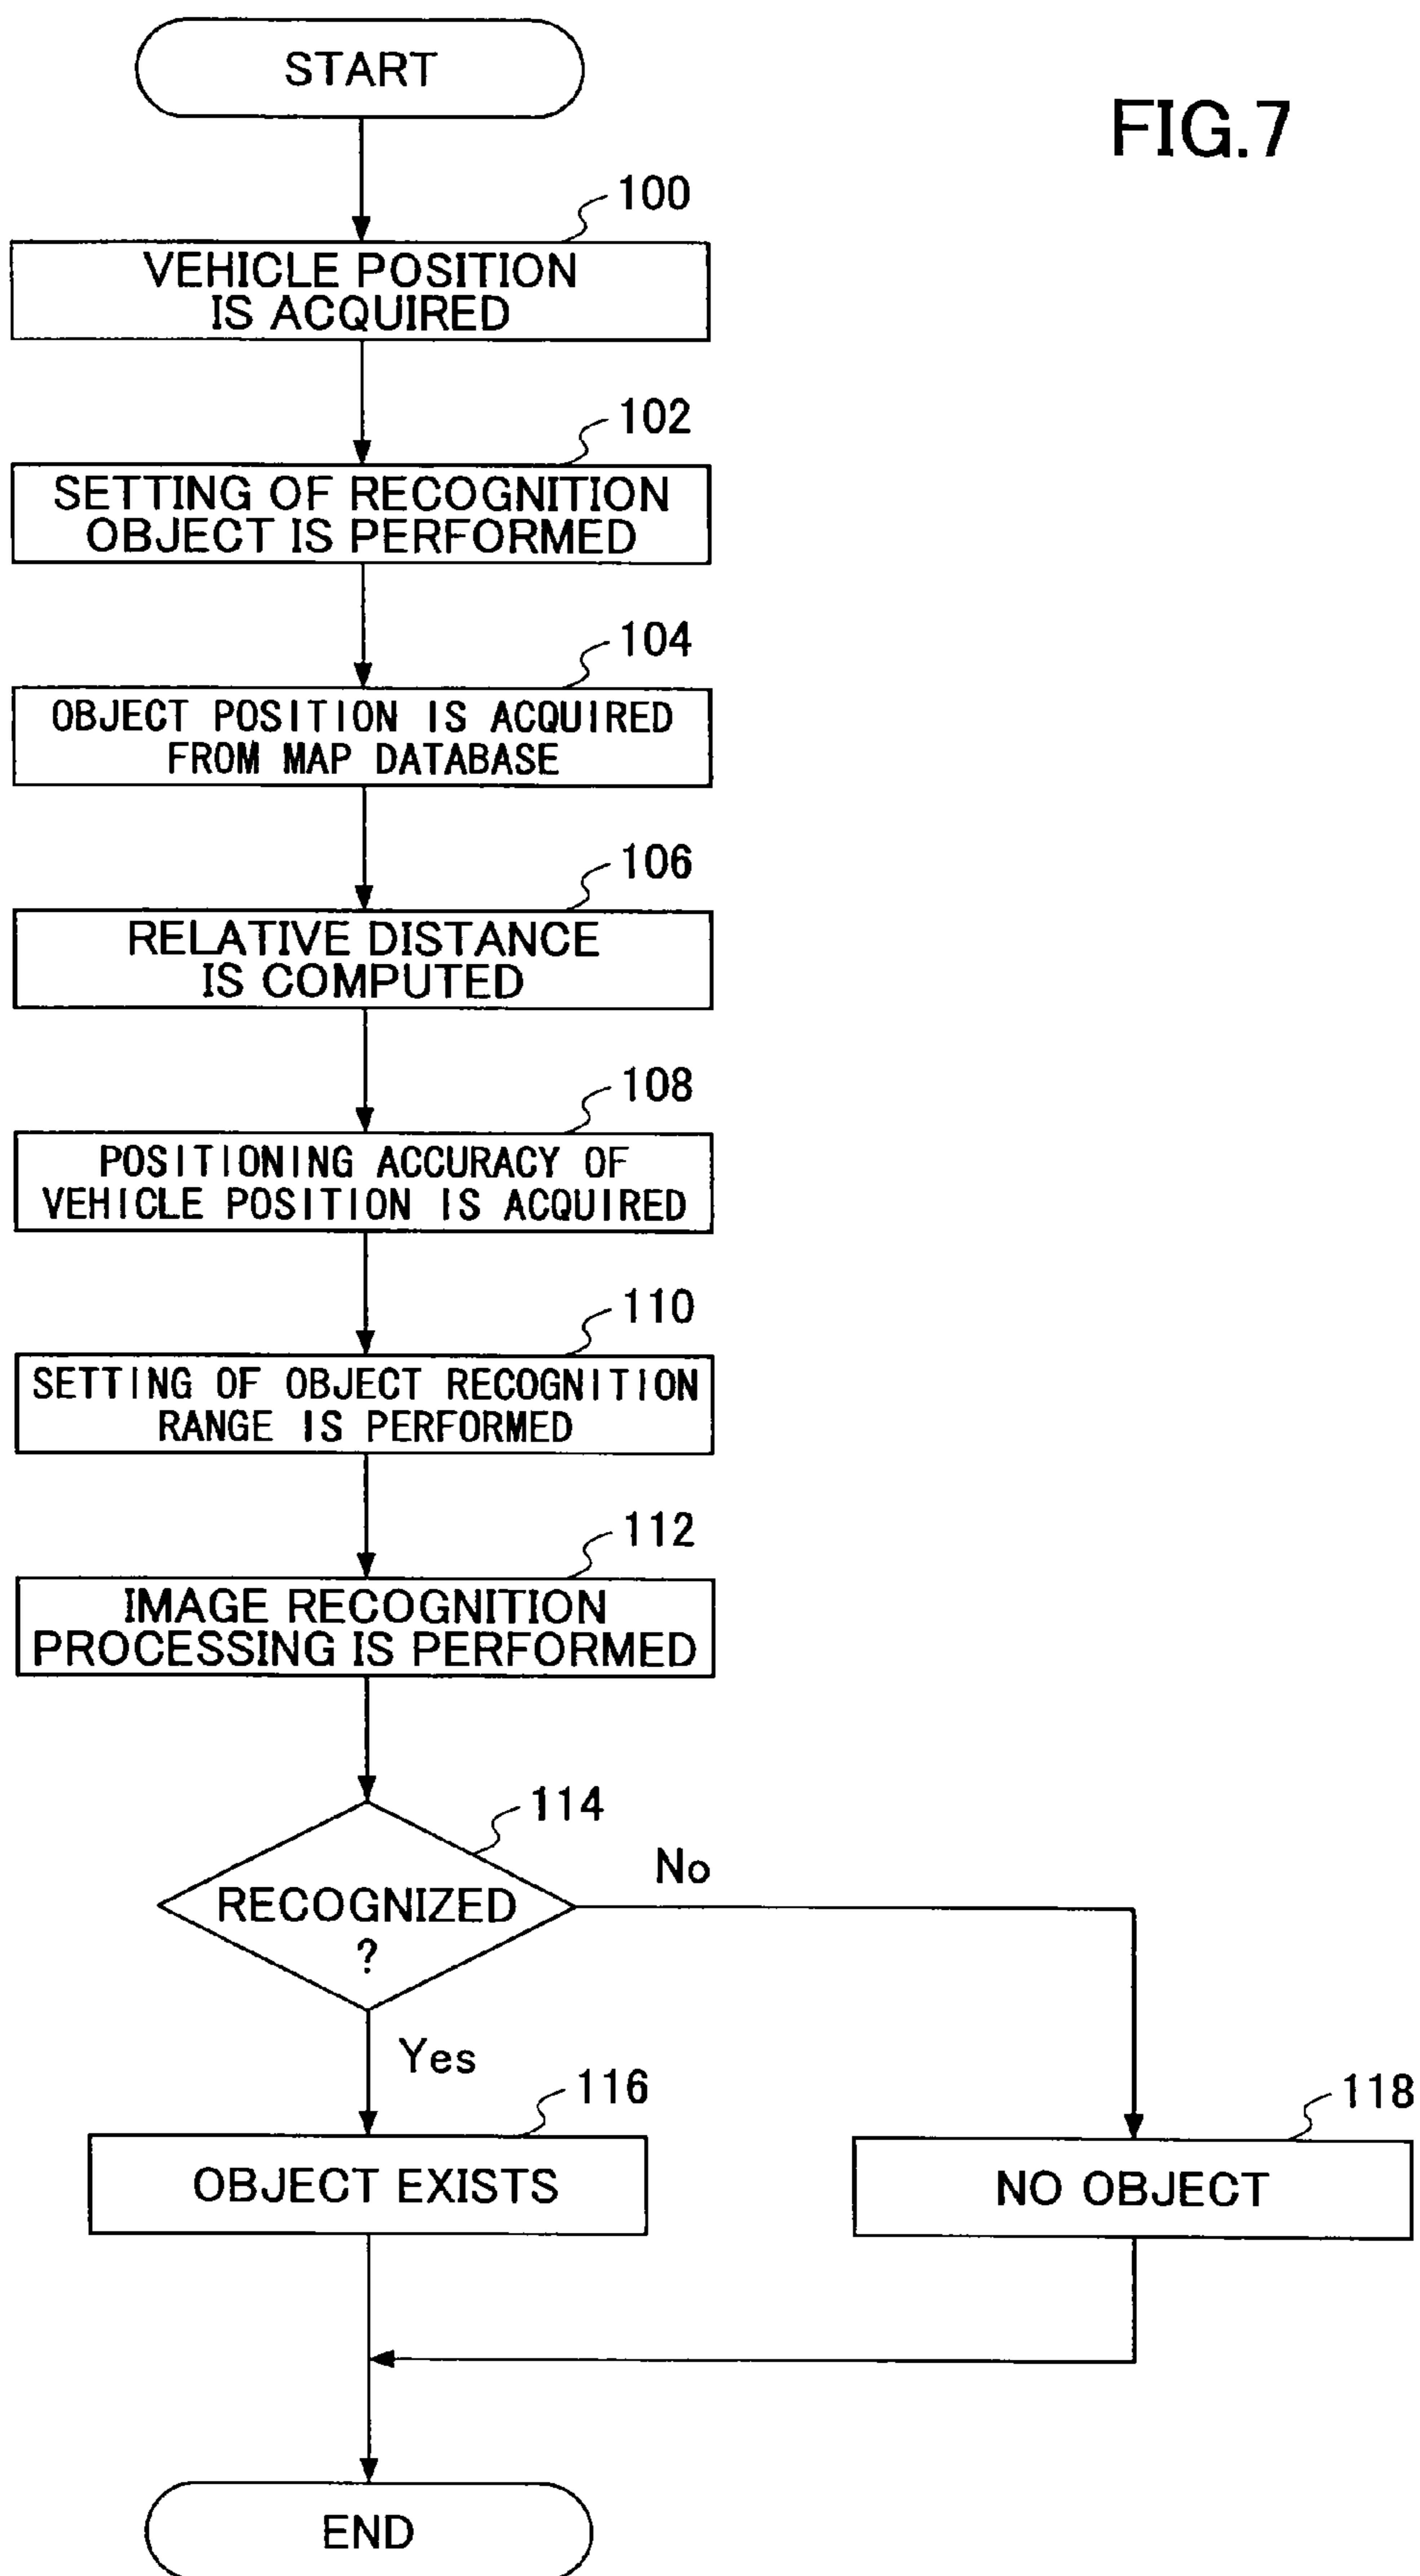 START
FIG.7
100
VEHICLE POSITION
IS ACQUIRED
102
SETTING OF RECOGNITION
OBJECT IS PERFORMED
104
OBJECT POSITION IS ACQUIRED
FROM MAP DATABASE
106
RELATIVE DISTANCE
IS COMPUTED
108
POSITIONING ACCURACY OF
VEHICLE POSITION IS ACQUIRED
110
SETTING OF OBJECT RECOGNITION
RANGE IS PERFORMED
112
IMAGE RECOGNITION
PROCESSING IS PERFORMED
114
RECOGNIZED
?
No
Yes
116
OBJECT EXISTS
118
NO OBJECT
END